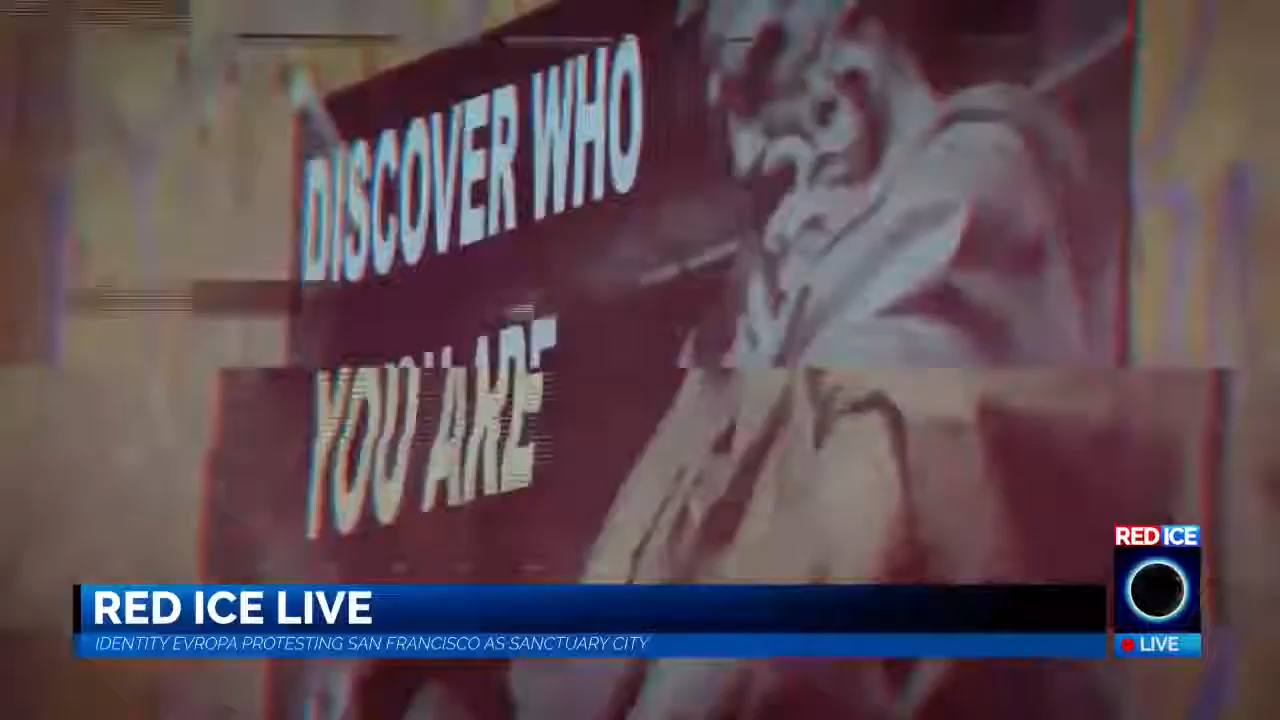 DISCOVER WHO
YOU ARE
RED ICE
RED ICE LIVE
IDENTITY EVROPA PROTESTING SAN FRANCISCO AS SANCTUARY CITY
LIVE